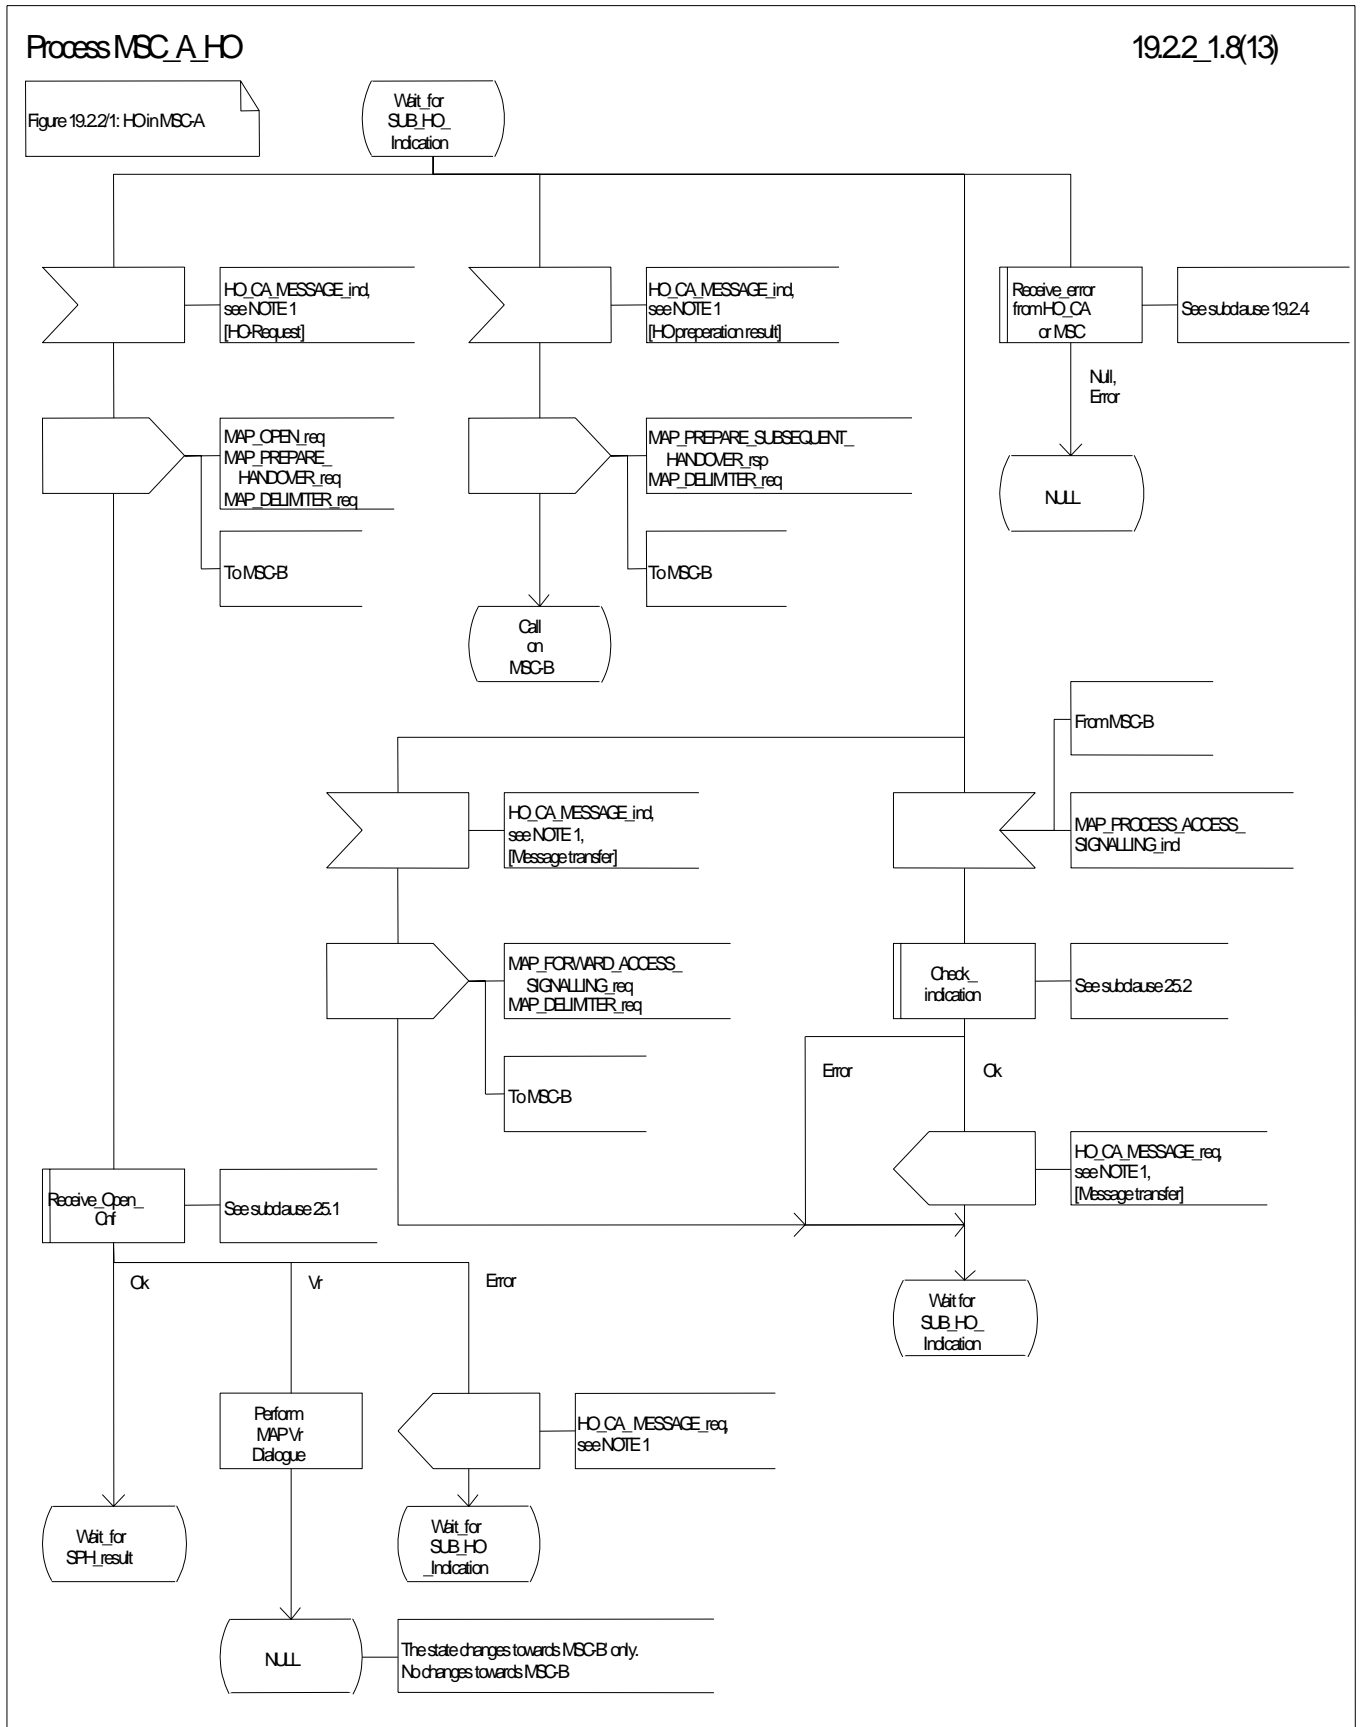 Process MSC_A_HO
19.2.2_1.8(13)
Figure 19.2.2/1: HO in MSC-A
Wait_for
SUB_HO_
Indication
HO_CA_MESSAGE_ind,
see NOTE 1
[HO-Request]
HO_CA_MESSAGE_ind,
see NOTE 1
[HO preperation result]
Receive_error
from HO_CA
or MSC
See subclause 19.2.4
Null,
Error
MAP_OPEN_req
MAP_PREPARE_
HANDOVER_req
MAP_DELIMITER_req
MAP_PREPARE_SUBSEQUENT_
HANDOVER_rsp
MAP_DELIMITER_req
NULL
To MSC-B'
To MSC-B
Call
on
MSC-B
From MSC-B
HO_CA_MESSAGE_ind,
see NOTE 1,
[Message transfer]
MAP_PROCESS_ACCESS_
SIGNALLING_ind
MAP_FORWARD_ACCESS_
SIGNALLING_req
MAP_DELIMITER_req
Check_
indication
See subclause 25.2
Error
Ok
To MSC-B
HO_CA_MESSAGE_req,
see NOTE 1,
[Message transfer]
Receive_Open_
Cnf
See subclause 25.1
Ok
Vr
Error
Wait for
SUB_HO_
Indication
Perform
MAP Vr
Dialogue
HO_CA_MESSAGE_req,
see NOTE 1
Wait_for
SPH_result
Wait_for
SUB_HO
_Indication
NULL
The state changes towards MSC-B' only.
No changes towards MSC-B